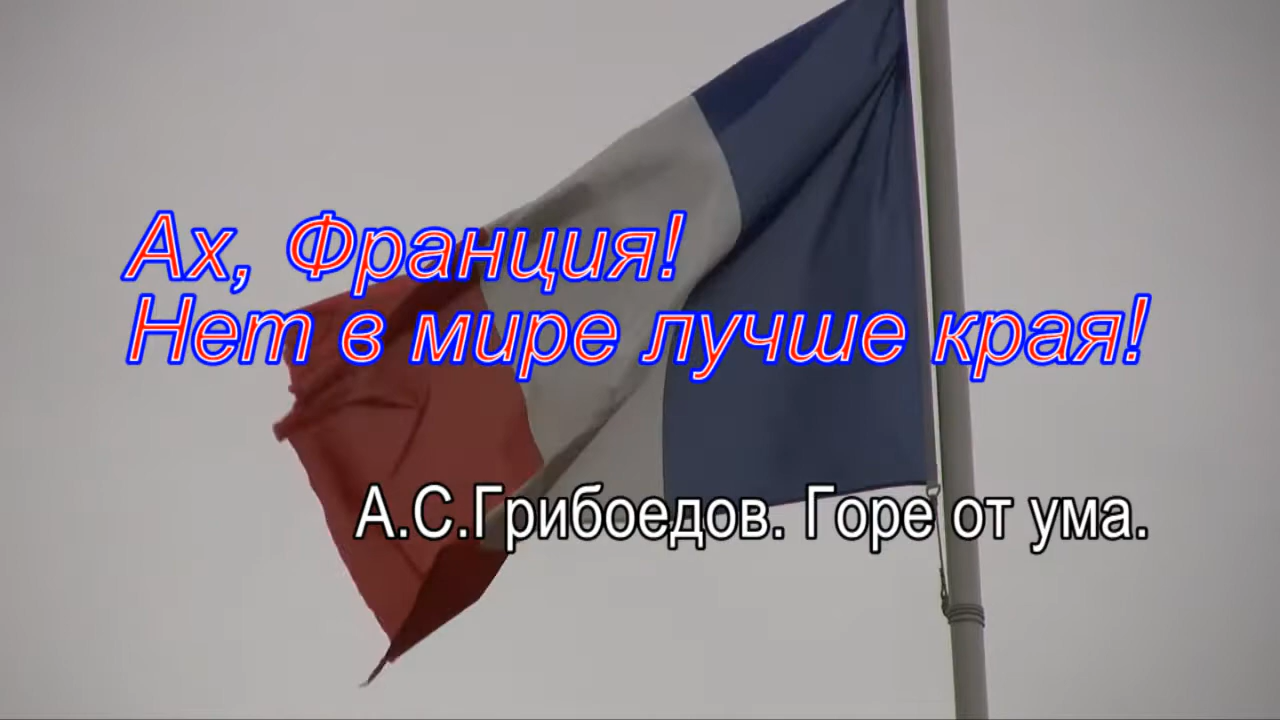 Ах, Франция!
Нет в мире лучше края!
А.С.Грибоедов. Горе от ума.